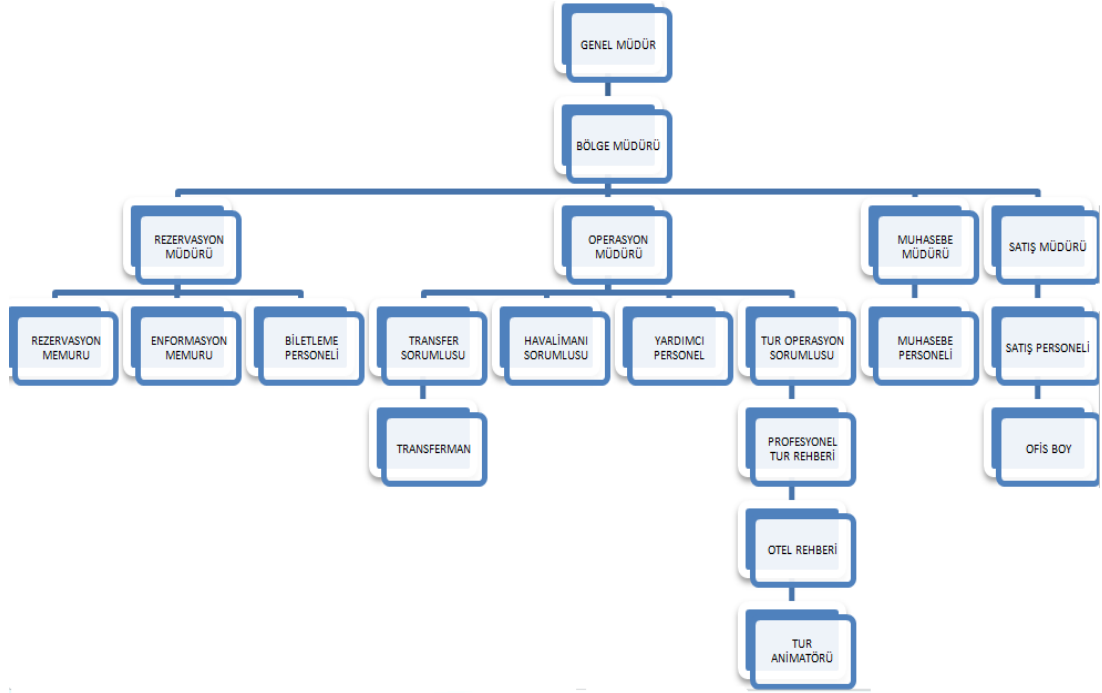 GENEL MÜDÜR
BÖLGE MÜDÜRÜ
REZERVASYON
MÜDÜRÜ
OPERASYON
MÜDÜRÜ
MUHASEBE
MÜDÜRÜ
SATIŞ MÜDÜRÜ
REZERVASYON
MEMURU
ENFORMASYON
MEMURU
BİLETLEME
PERSONELİ
TRANSFER
SORUMLUSU
HAVALİMANI
SORUMLUSU
YARDIMCI
PERSONEL
TUR OPERASYON
SORUMLUSU
MUHASEBE
PERSONELİ
SATIŞ PERSONELİ
TRANSFERMAN
PROFESYONEL
TUR REHBERİ
OFİS BOY
OTEL REHBERİ
TUR
ANİMATÖRÜ